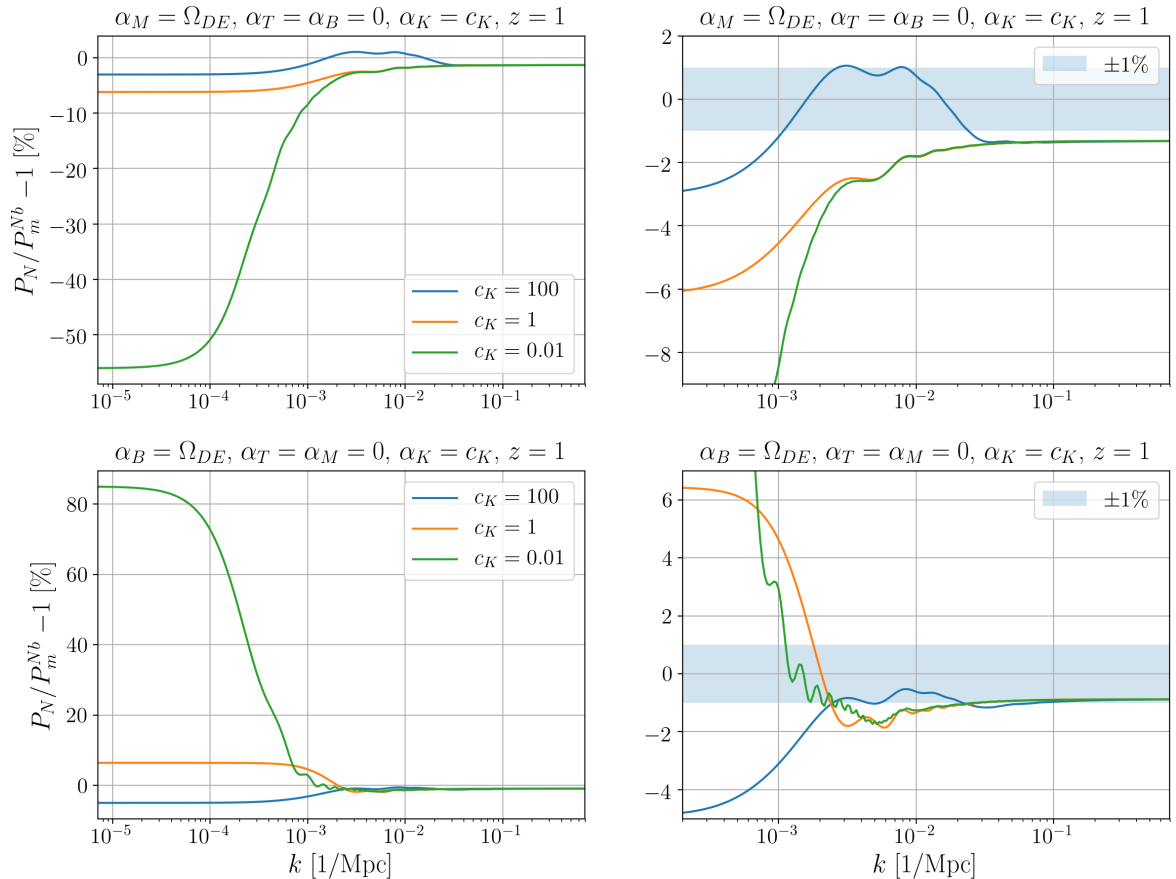 α_M = Ω_DE, α_T = α_B = 0, α_K = c_K, z = 1
P_N/P_m^{Nb} −1 [%]
0
−10
−20
−30
−40
−50
c_K = 100
c_K = 1
c_K = 0.01
10^{−5}
10^{−4}
10^{−3}
10^{−2}
10^{−1}
α_M = Ω_DE, α_T = α_B = 0, α_K = c_K, z = 1
2
0
−2
−4
−6
−8
±1%
10^{−3}
10^{−2}
10^{−1}
α_B = Ω_DE, α_T = α_M = 0, α_K = c_K, z = 1
P_N/P_m^{Nb} −1 [%]
80
60
40
20
0
c_K = 100
c_K = 1
c_K = 0.01
10^{−5}
10^{−4}
10^{−3}
10^{−2}
10^{−1}
k [1/Mpc]
α_B = Ω_DE, α_T = α_M = 0, α_K = c_K, z = 1
6
4
2
0
−2
−4
±1%
10^{−3}
10^{−2}
10^{−1}
k [1/Mpc]